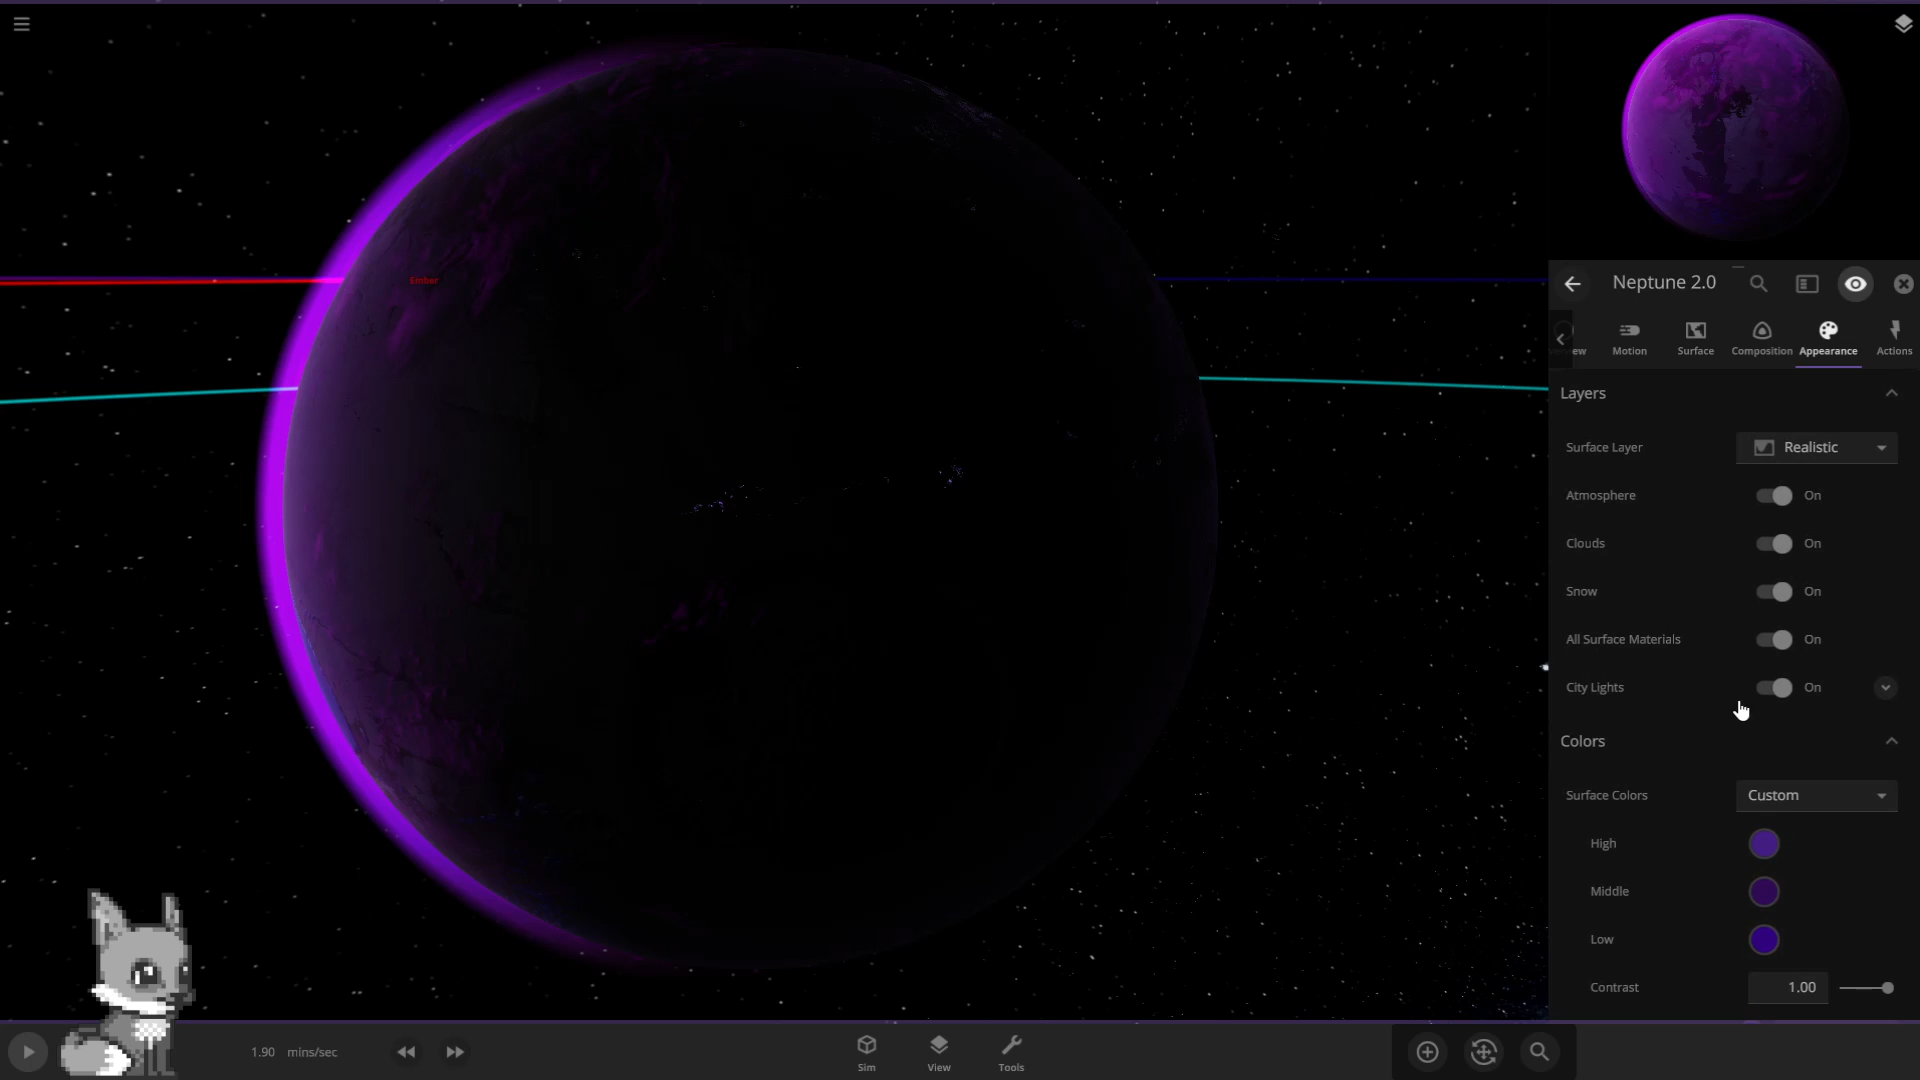 Ember
Neptune 2.0
ew
Motion
Surface
Composition
Appearance
Actions
Layers
Surface Layer
Realistic
Atmosphere
On
Clouds
On
Snow
On
All Surface Materials
On
City Lights
On
Colors
Surface Colors
Custom
High
Middle
Low
Contrast
1.00
1.90 mins/sec
Sim
View
Tools